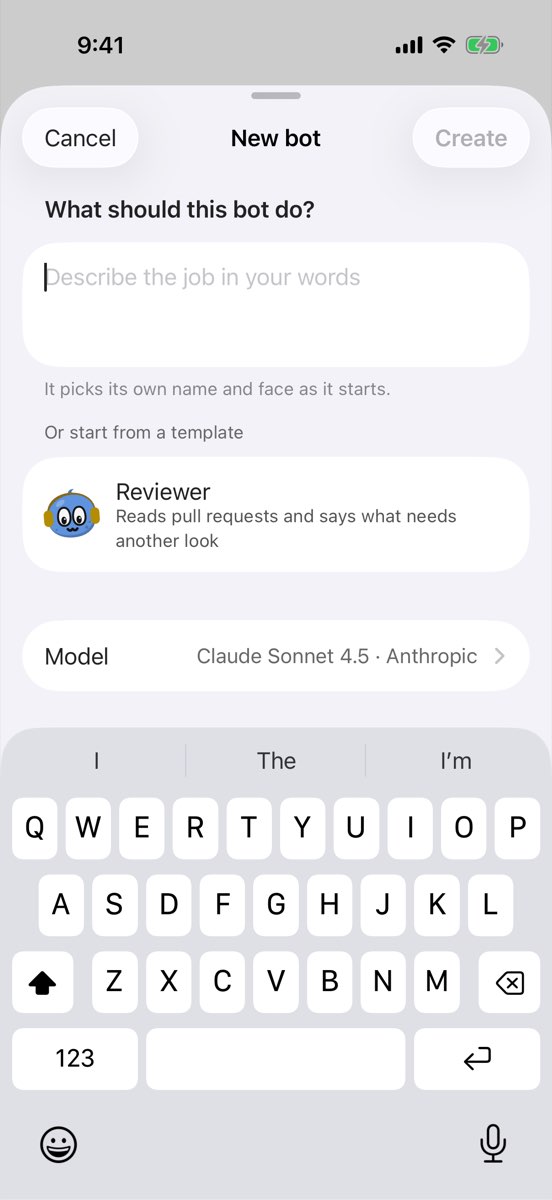 9:41
Cancel
New bot
Create
What should this bot do?
Describe the job in your words
It picks its own name and face as it starts.
Or start from a template
Reviewer
Reads pull requests and says what needs
another look
Model
Claude Sonnet 4.5 · Anthropic
I
The
I’m
Q W E R T Y U I O P
A S D F G H J K L
Z X C V B N M
123